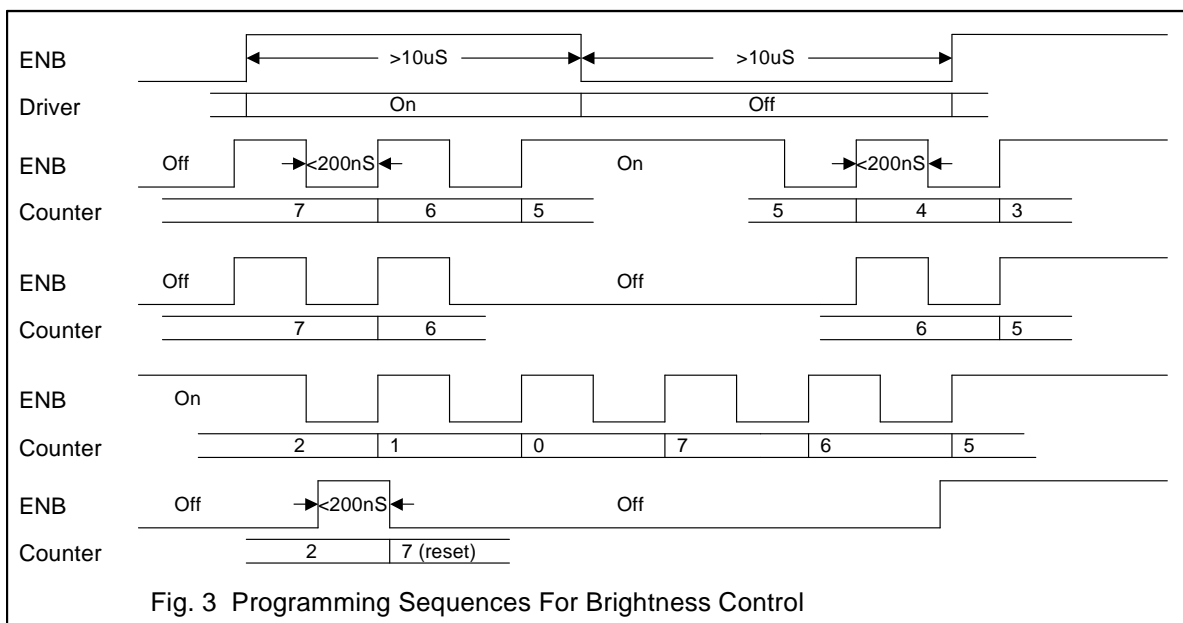 ENB >10uS >10uS
Driver On Off
ENB Off <200nS On <200nS
Counter 7 6 5 5 4 3
ENB Off Off
Counter 7 6 6 5
ENB On
Counter 2 1 0 7 6 5
ENB Off <200nS Off
Counter 2 7 (reset)
Fig. 3 Programming Sequences For Brightness Control